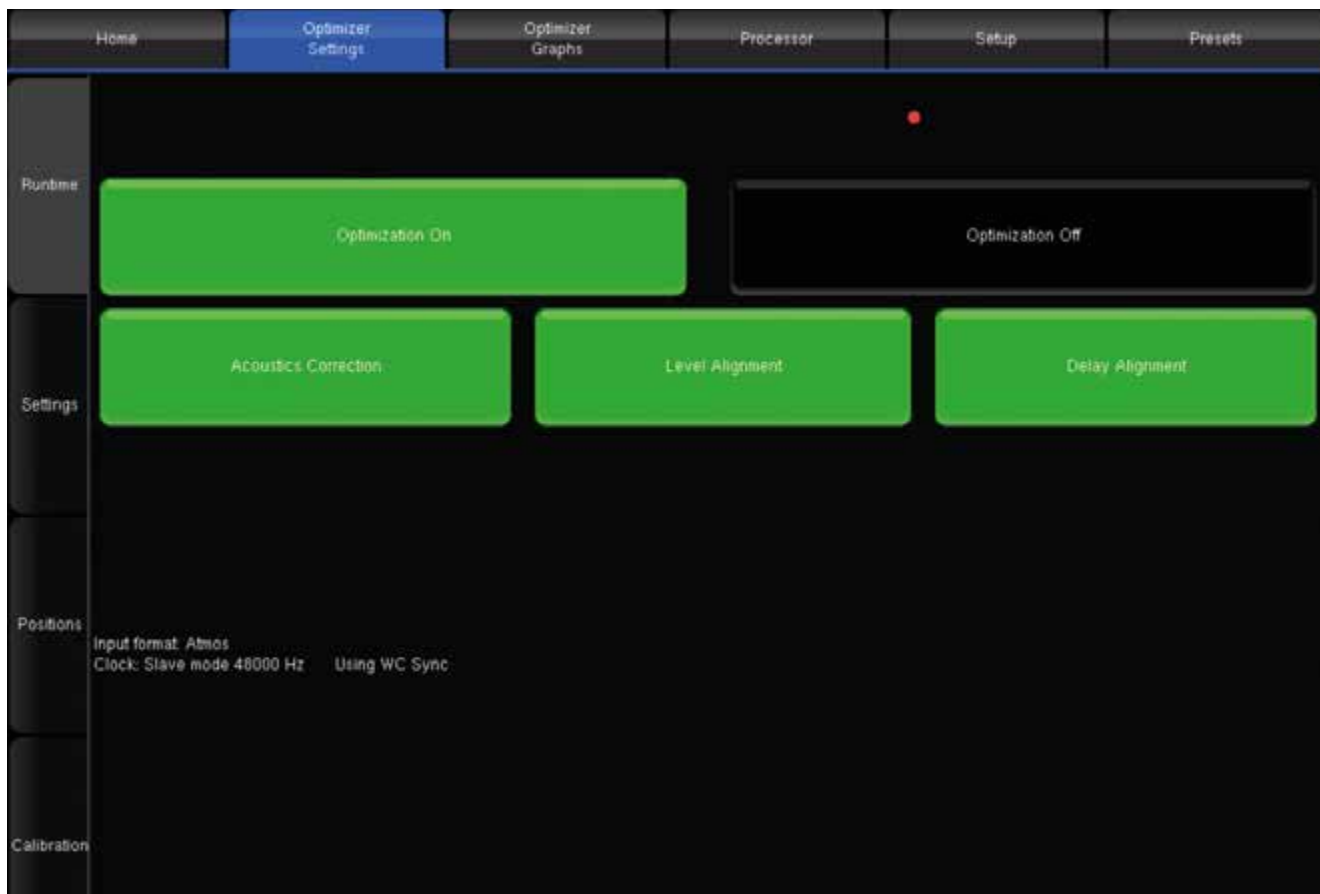 Home
Optimizer
Settings
Optimizer
Graphs
Processor
Setup
Presets
Runtime
Optimization On
Optimization Off
Acoustics Correction
Level Alignment
Delay Alignment
Settings
Positions
Input format: Atmos
Clock: Slave mode 48000 Hz Using WC Sync
Calibration